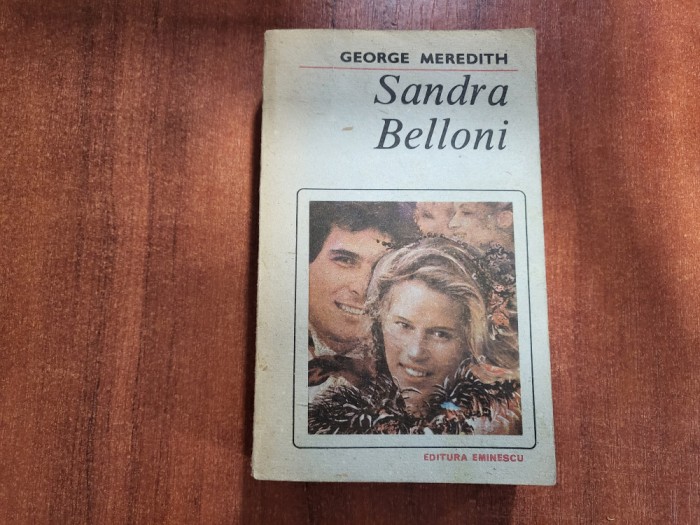 GEORGE MEREDITH
Sandra
Belloni
EDITURA EMINESCU